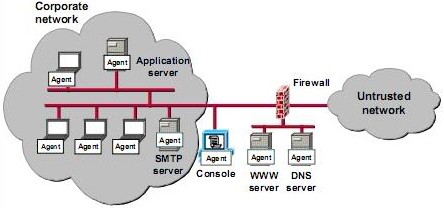 Corporate
network
Application
server
Agent
Agent
Firewall
Untrusted
network
Agent
Agent
Agent
Agent
Agent
Agent
Agent
SMTP
server
Console
WWW
server
DNS
server